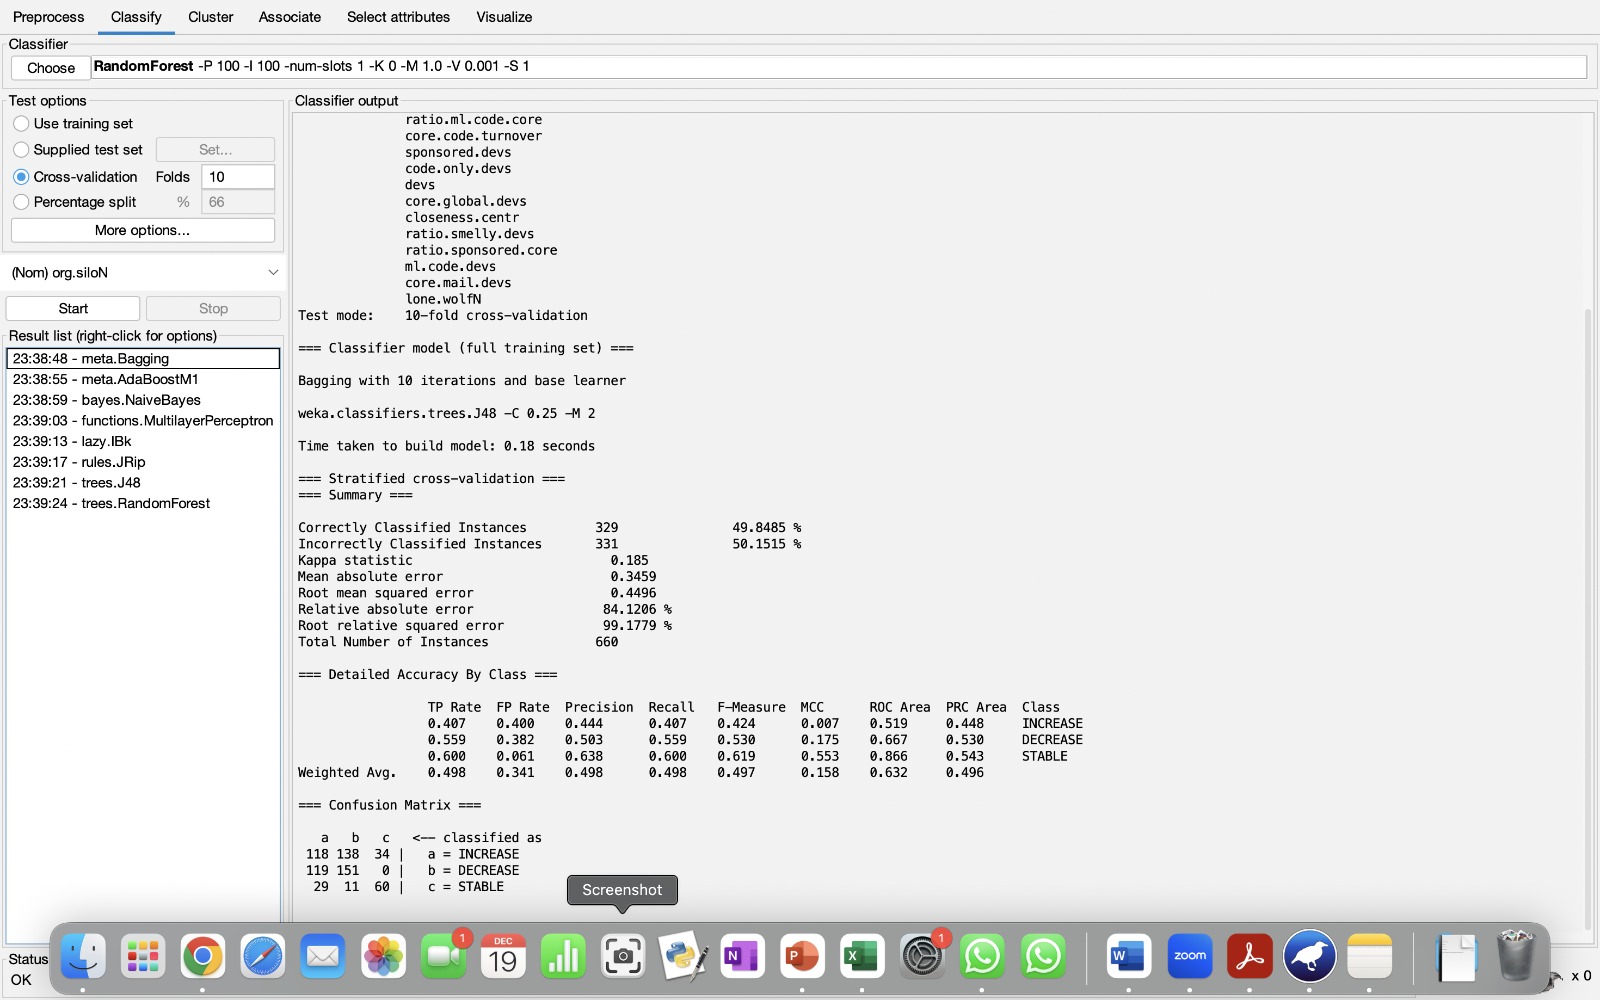 Preprocess Classify Cluster Associate Select attributes Visualize
Classifier
Choose RandomForest -P 100 -I 100 -num-slots 1 -K 0 -M 1.0 -V 0.001 -S 1
Test options
Use training set
Supplied test set Set...
Cross-validation Folds 10
Percentage split % 66
More options...
(Nom) org.siloN
Start Stop
Result list (right-click for options)
23:38:48 - meta.Bagging
23:38:55 - meta.AdaBoostM1
23:38:59 - bayes.NaiveBayes
23:39:03 - functions.MultilayerPerceptron
23:39:13 - lazy.IBk
23:39:17 - rules.JRip
23:39:21 - trees.J48
23:39:24 - trees.RandomForest
Classifier output
ratio.ml.code.core
core.code.turnover
sponsored.devs
code.only.devs
devs
core.global.devs
closeness.centr
ratio.smelly.devs
ratio.sponsored.core
ml.code.devs
core.mail.devs
lone.wolfN
Test mode: 10-fold cross-validation
=== Classifier model (full training set) ===
Bagging with 10 iterations and base learner
weka.classifiers.trees.J48 -C 0.25 -M 2
Time taken to build model: 0.18 seconds
=== Stratified cross-validation ===
=== Summary ===
Correctly Classified Instances 329 49.8485 %
Incorrectly Classified Instances 331 50.1515 %
Kappa statistic 0.185
Mean absolute error 0.3459
Root mean squared error 0.4496
Relative absolute error 84.1206 %
Root relative squared error 99.1779 %
Total Number of Instances 660
=== Detailed Accuracy By Class ===
TP Rate FP Rate Precision Recall F-Measure MCC ROC Area PRC Area Class
0.407 0.400 0.444 0.407 0.424 0.007 0.519 0.448 INCREASE
0.559 0.382 0.503 0.559 0.530 0.175 0.667 0.530 DECREASE
0.600 0.061 0.638 0.600 0.619 0.553 0.866 0.543 STABLE
Weighted Avg. 0.498 0.341 0.498 0.498 0.497 0.158 0.632 0.496
=== Confusion Matrix ===
a b c <-- classified as
118 138 34 | a = INCREASE
119 151 0 | b = DECREASE
29 11 60 | c = STABLE
Screenshot
1
DEC
19
N
P
X
1
W
zoom
Status
OK
x 0